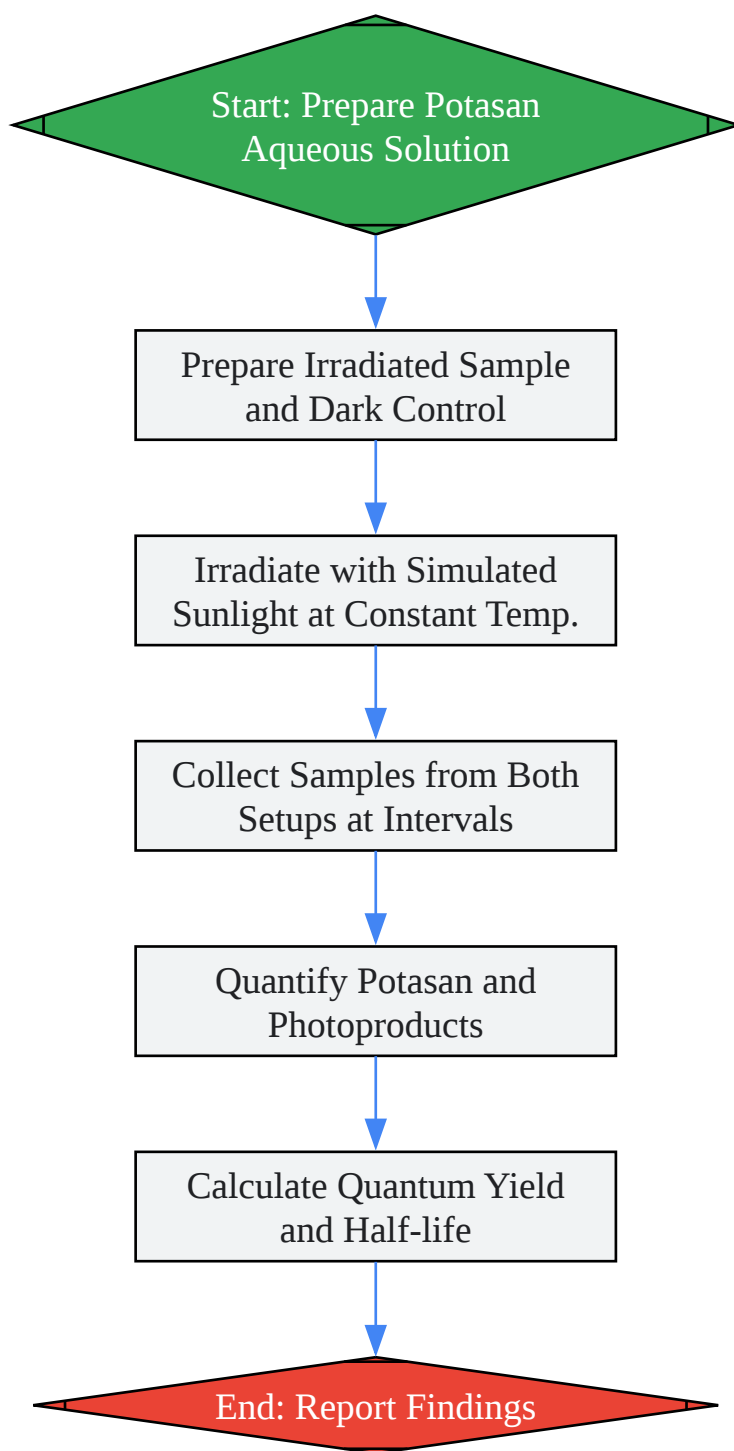 Start: Prepare Potasan
Aqueous Solution
Prepare Irradiated Sample
and Dark Control
Irradiate with Simulated
Sunlight at Constant Temp.
Collect Samples from Both
Setups at Intervals
Quantify Potasan and
Photoproducts
Calculate Quantum Yield
and Half-life
End: Report Findings